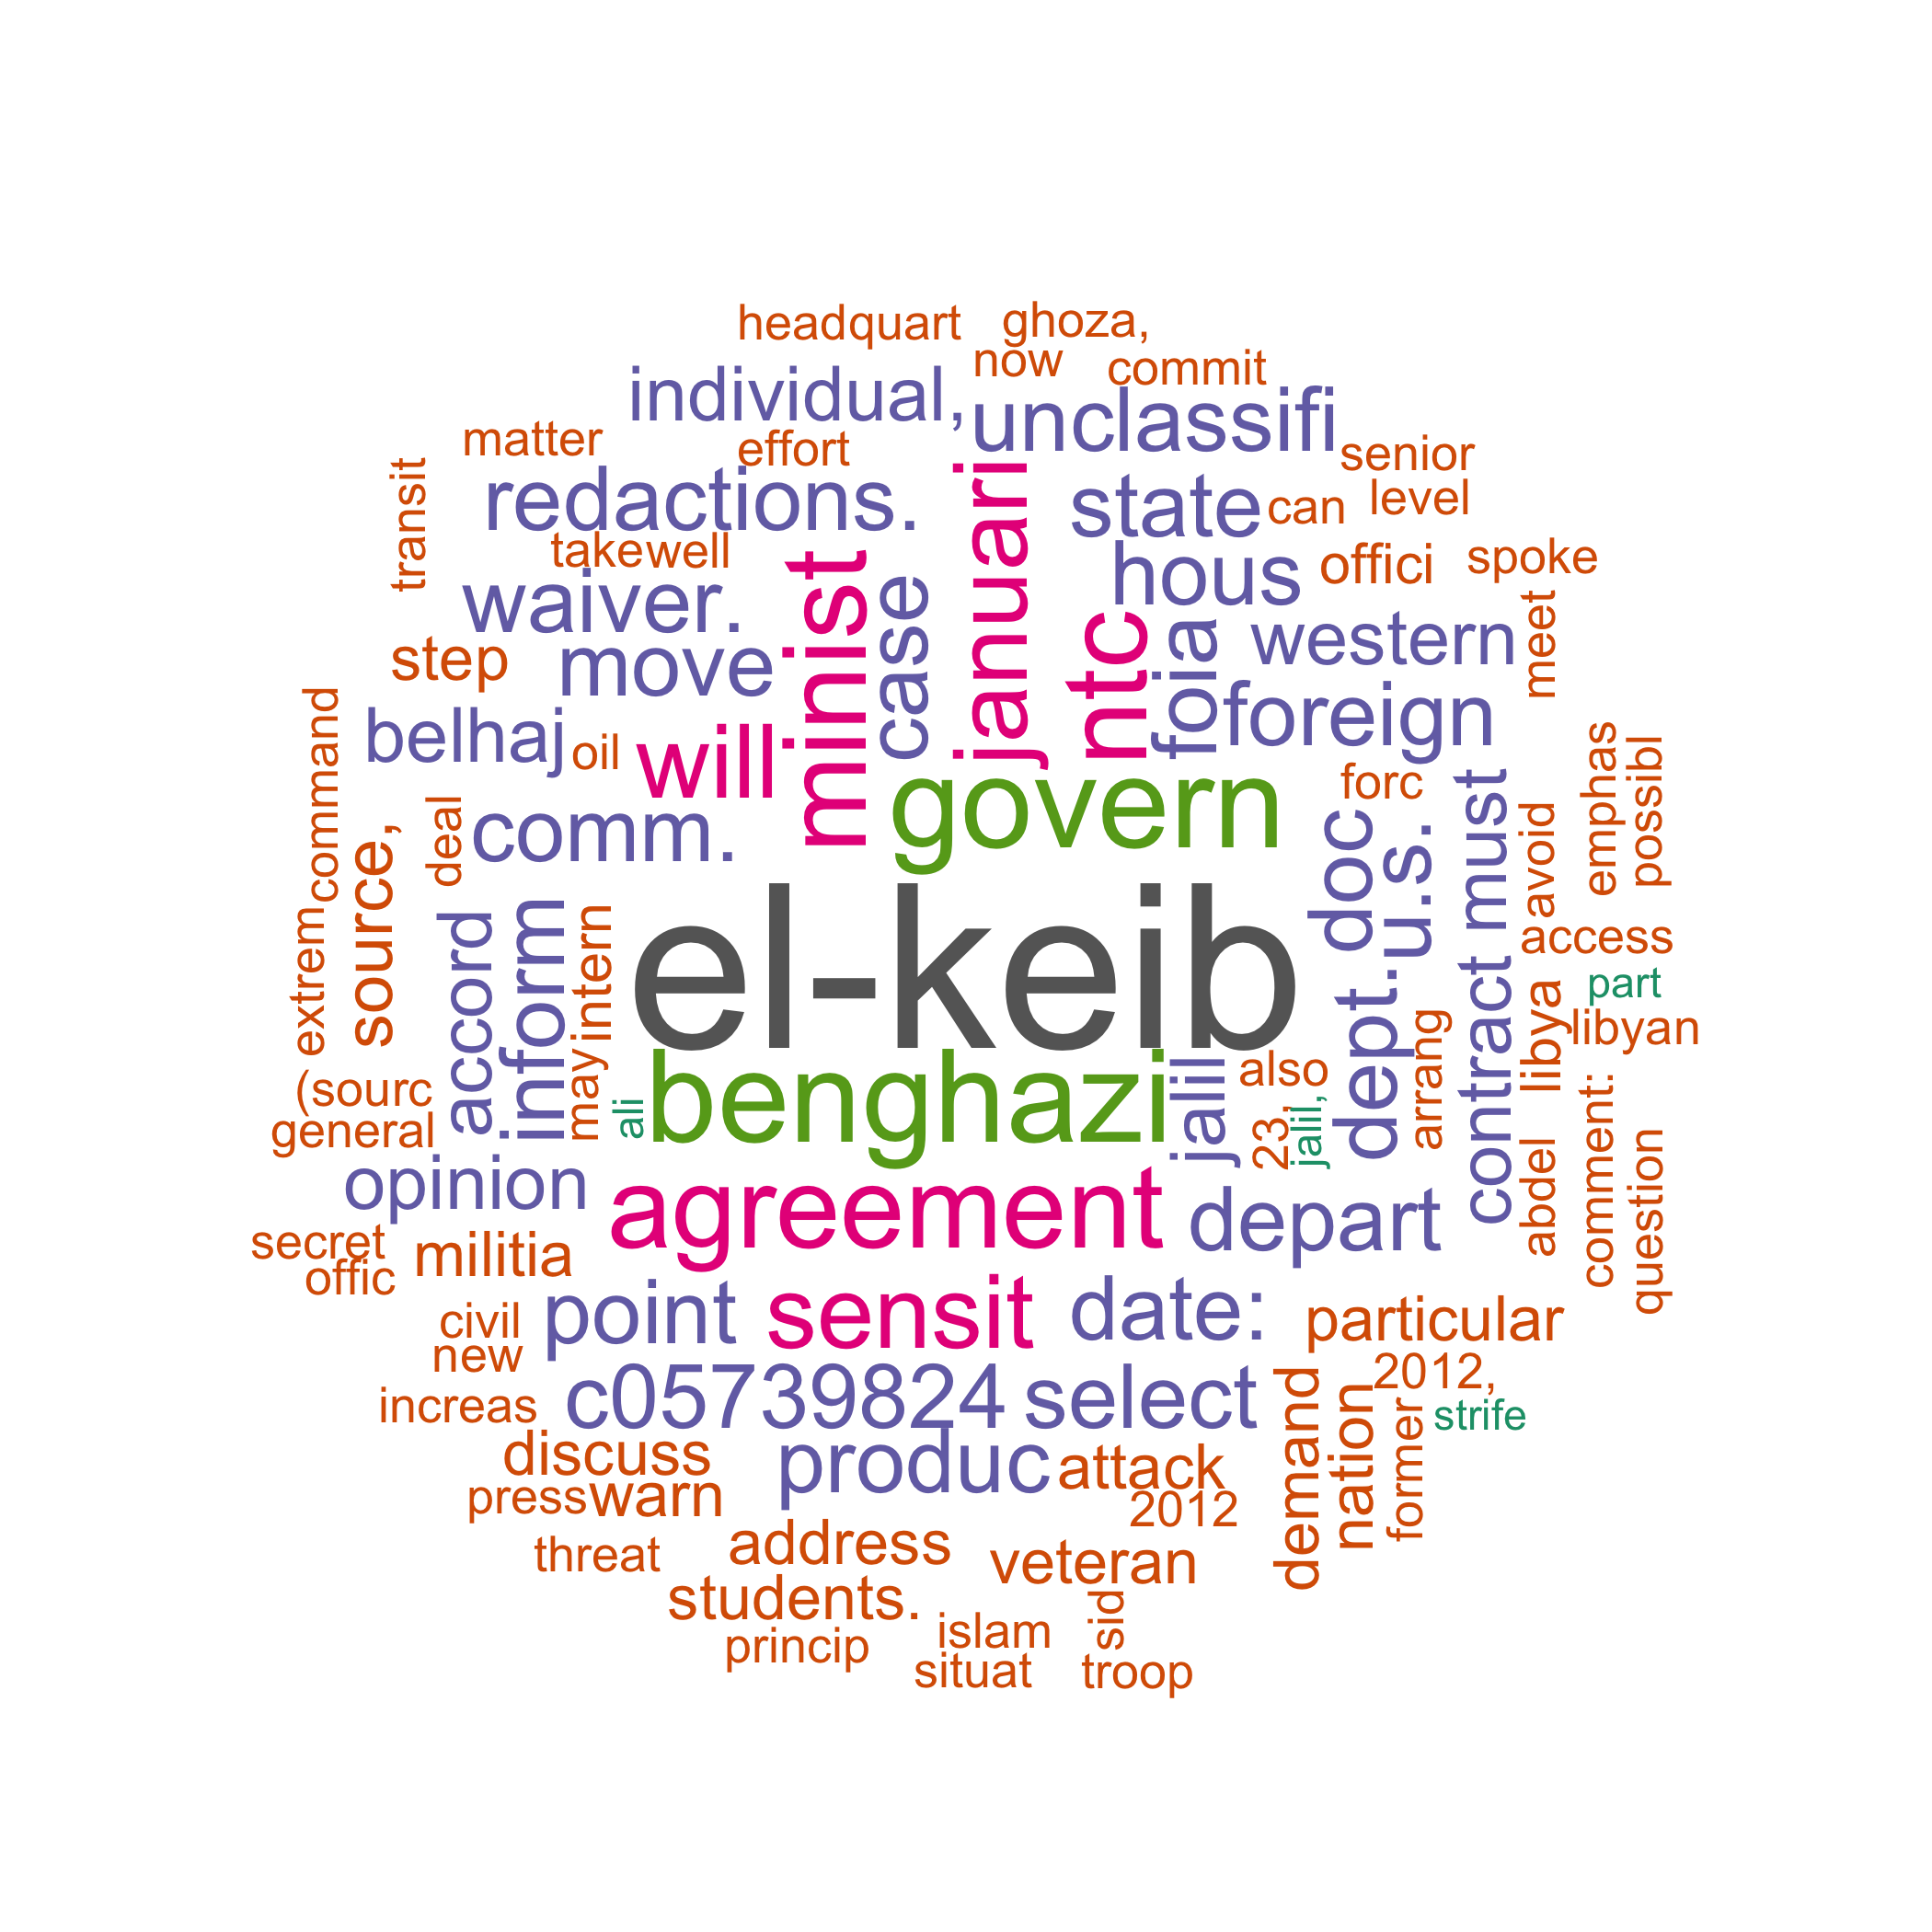 headquart
ghoza,
now
commit
individual,
unclassifi
matter
effort
senior
transit
redactions.
januari
state
can
level
take
well
minist
case
hous
offici
spoke
waiver.
ntc
foia
western
meet
step
move
foreign
command
belhaj
oil
will
govern
forc
must
emphas
possibl
source,
deal
comm.
doc
u.s.
avoid
extrem
accord
inform
intern
el-keib
access
dept.
contract
libya
part
libyan
may
(sourc
general
ali
benghazi
jalil
also
23,
jalil,
arrang
abdel
comment:
question
opinion
agreement
depart
secret
offic
militia
civil
new
point
sensit
date:
particular
increas
c05739824
select
demand
nation
2012,
former
strife
discuss
produc
attack
press
warn
2012
threat
address
veteran
students.
sid
princip
islam
situat
troop